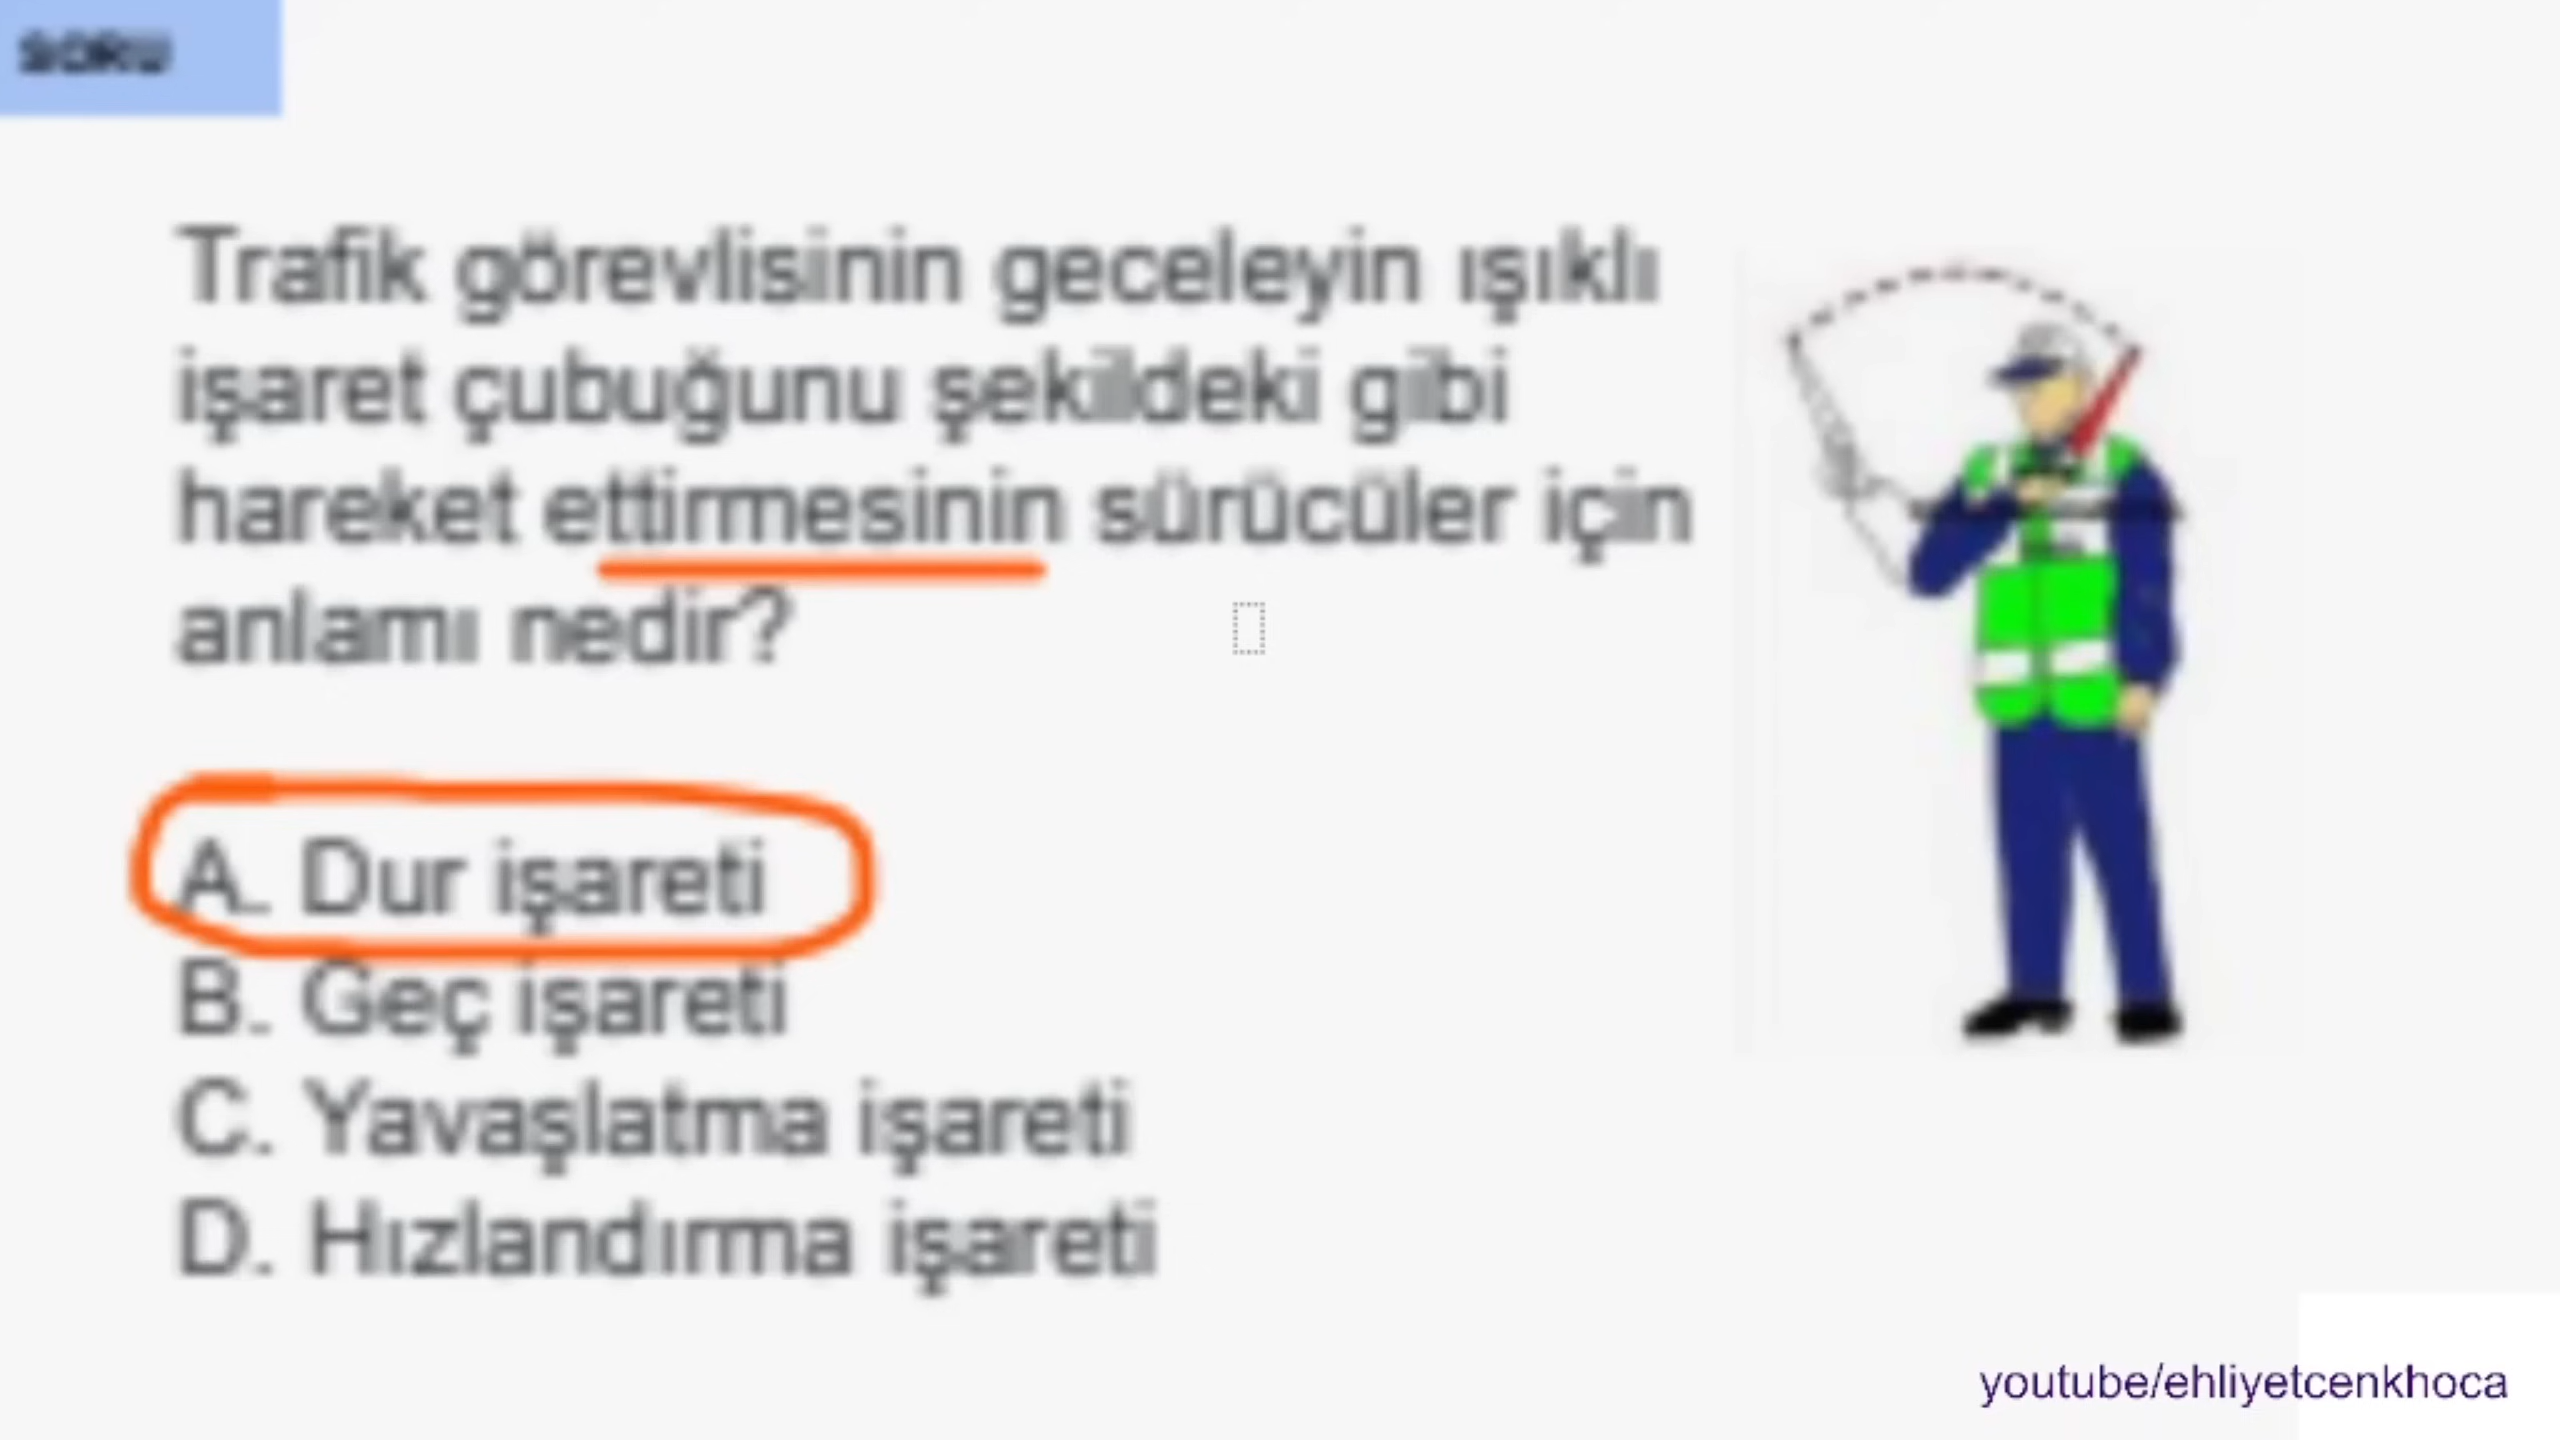 SORU
Trafik görevlisinin geceleyin ışıklı
işaret çubuğunu şekildeki gibi
hareket ettirmesinin sürücüler için
anlamı nedir?
A. Dur işareti
B. Geç işareti
C. Yavaşlatma işareti
D. Hızlandırma işareti
youtube/ehliyetcenkhoca